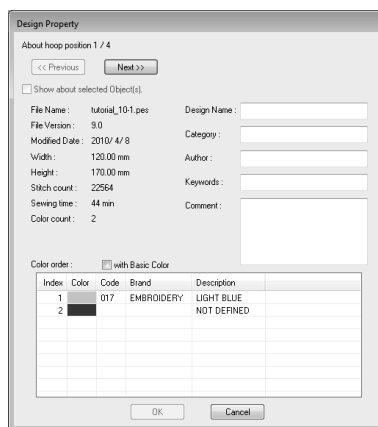 Design Property
About hoop position 1 / 4
<< Previous
Next >>
Show about selected Object(s).
File Name : tutorial_10-1.pes
File Version : 9.0
Modified Date : 2010/ 4/ 8
Width : 120.00 mm
Height : 170.00 mm
Stitch count : 22564
Sewing time : 44 min
Color count : 2
Design Name :
Category :
Author :
Keywords :
Comment :
Color order : with Basic Color
Index Color Code Brand Description
1 017 EMBROIDERY LIGHT BLUE
2 NOT DEFINED
OK
Cancel